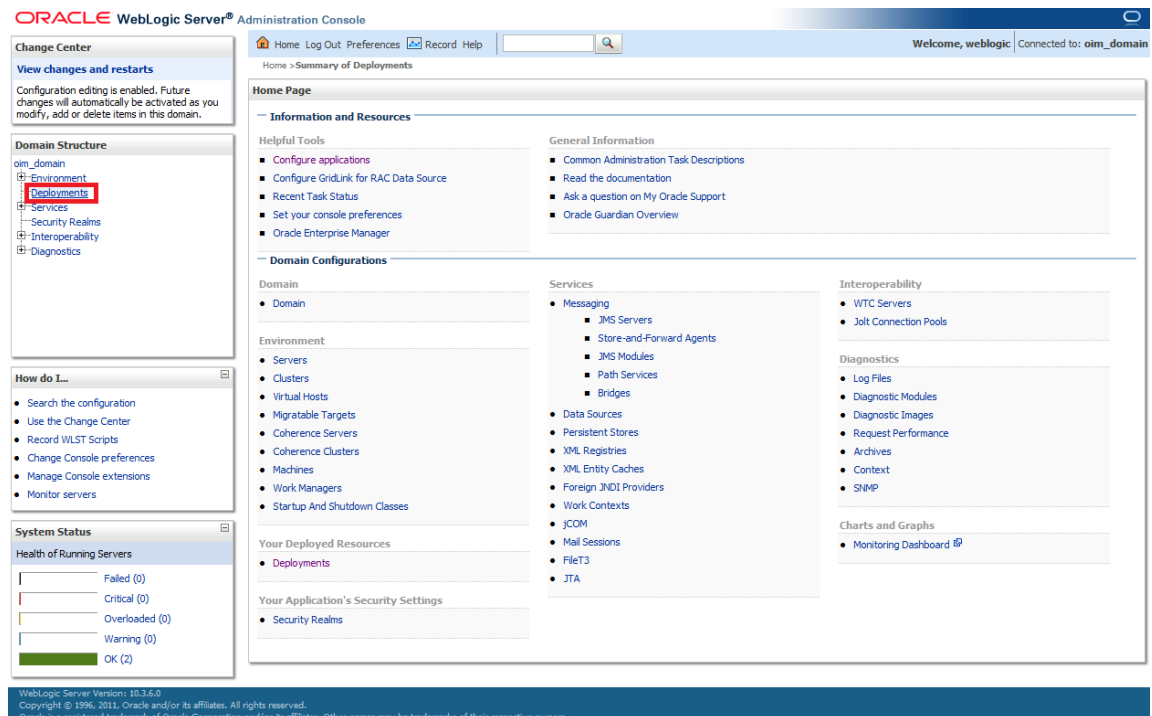 ORACLE WebLogic Server® Administration Console
Change Center
View changes and restarts
Configuration editing is enabled. Future
changes will automatically be activated as you
modify, add or delete items in this domain.
Domain Structure
oim_domain
Environment
Deployments
Services
Security Realms
Interoperability
Diagnostics
How do I...
Search the configuration
Use the Change Center
Record WLST Scripts
Change Console preferences
Manage Console extensions
Monitor servers
System Status
Health of Running Servers
Failed (0)
Critical (0)
Overloaded (0)
Warning (0)
OK (2)
Home Log Out Preferences Record Help
Welcome, weblogic Connected to: oim_domain
Home >Summary of Deployments
Home Page
Information and Resources
Helpful Tools
Configure applications
Configure GridLink for RAC Data Source
Recent Task Status
Set your console preferences
Oracle Enterprise Manager
General Information
Common Administration Task Descriptions
Read the documentation
Ask a question on My Oracle Support
Oracle Guardian Overview
Domain Configurations
Domain
Domain
Environment
Servers
Clusters
Virtual Hosts
Migratable Targets
Coherence Servers
Coherence Clusters
Machines
Work Managers
Startup And Shutdown Classes
Your Deployed Resources
Deployments
Your Application's Security Settings
Security Realms
Services
Messaging
JMS Servers
Store-and-Forward Agents
JMS Modules
Path Services
Bridges
Data Sources
Persistent Stores
XML Registries
XML Entity Caches
Foreign JNDI Providers
Work Contexts
jCOM
Mail Sessions
FileT3
JTA
Interoperability
WTC Servers
Jolt Connection Pools
Diagnostics
Log Files
Diagnostic Modules
Diagnostic Images
Request Performance
Archives
Context
SNMP
Charts and Graphs
Monitoring Dashboard
WebLogic Server Version: 10.3.6.0
Copyright © 1996, 2011, Oracle and/or its affiliates. All rights reserved.